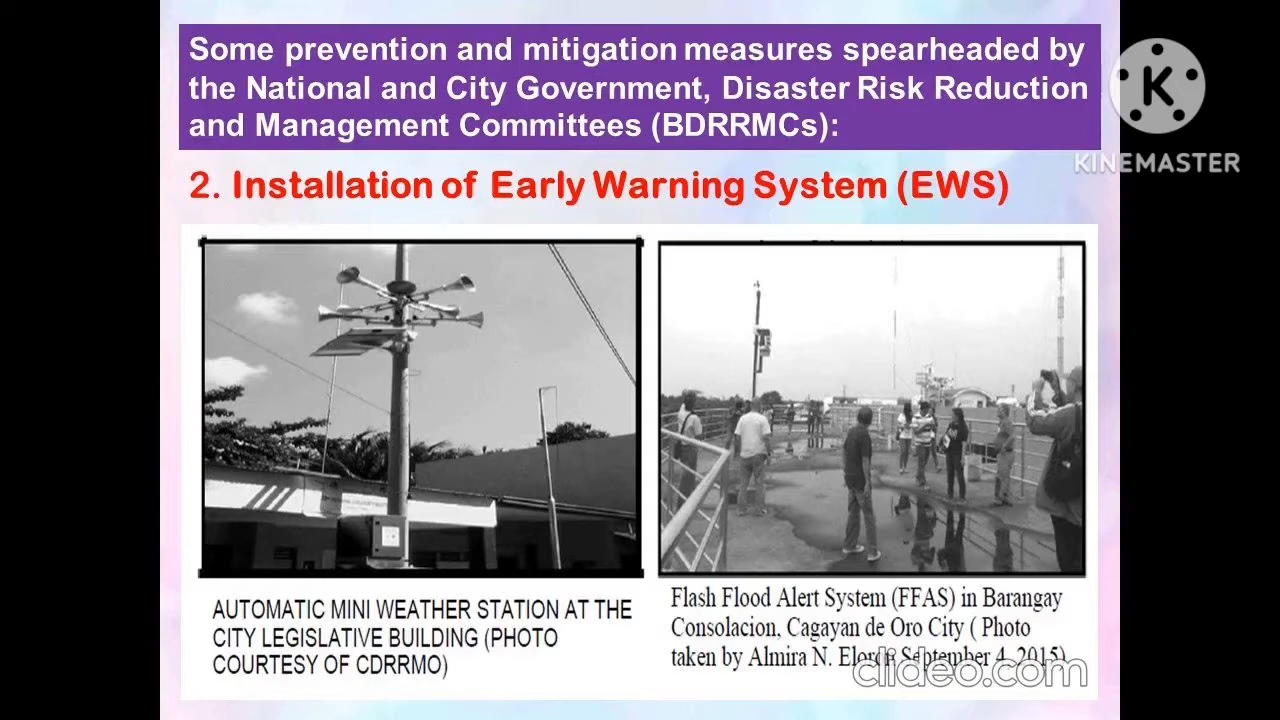 Some prevention and mitigation measures spearheaded by
the National and City Government, Disaster Risk Reduction
and Management Committees (BDRRMCs):
K
KINEMASTER
2. Installation of Early Warning System (EWS)
AUTOMATIC MINI WEATHER STATION AT THE
CITY LEGISLATIVE BUILDING (PHOTO
COURTESY OF CDRRMO)
Flash Flood Alert System (FFAS) in Barangay
Consolacion, Cagayan de Oro City ( Photo
taken by Almira N. Elorde September 4, 2015)
clideo.com